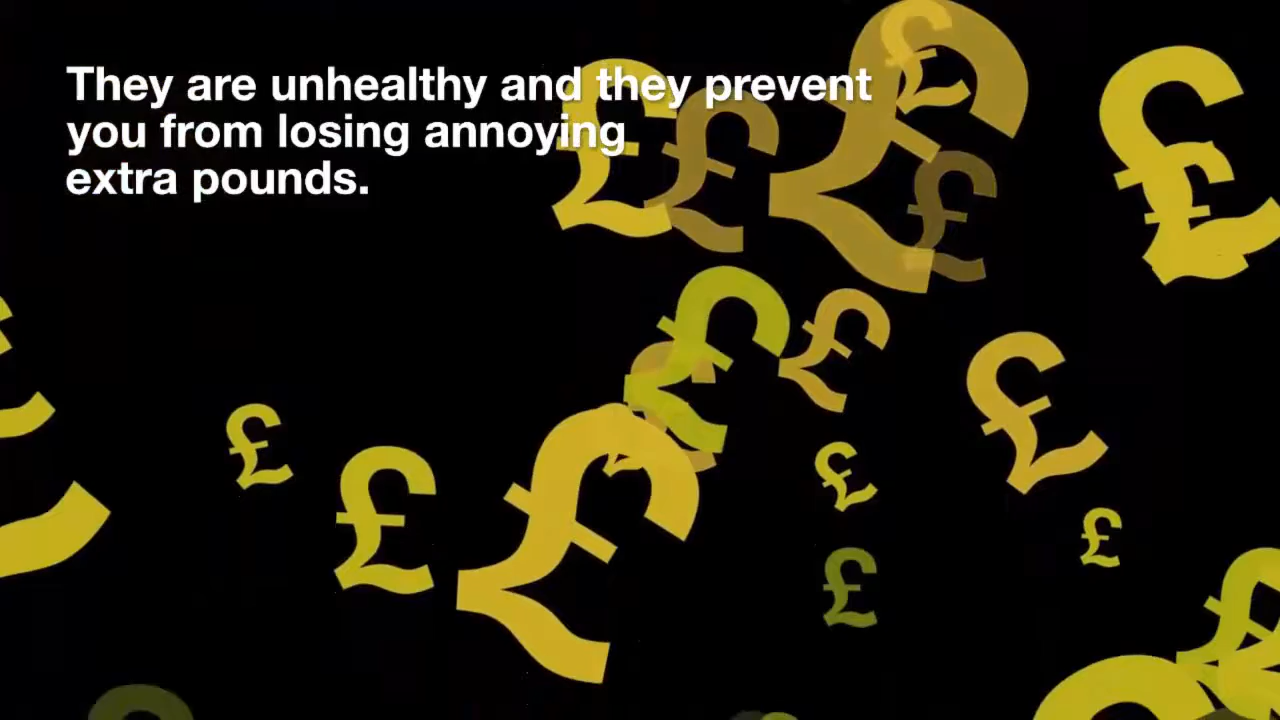 They are unhealthy and they prevent
you from losing annoying
extra pounds.